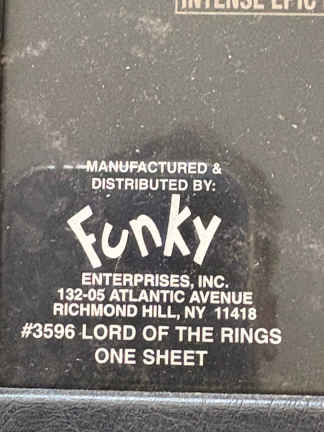 INTENSE EPIC
MANUFACTURED &
DISTRIBUTED BY:
Funky
ENTERPRISES, INC.
132-05 ATLANTIC AVENUE
RICHMOND HILL, NY 11418
#3596 LORD OF THE RINGS
ONE SHEET